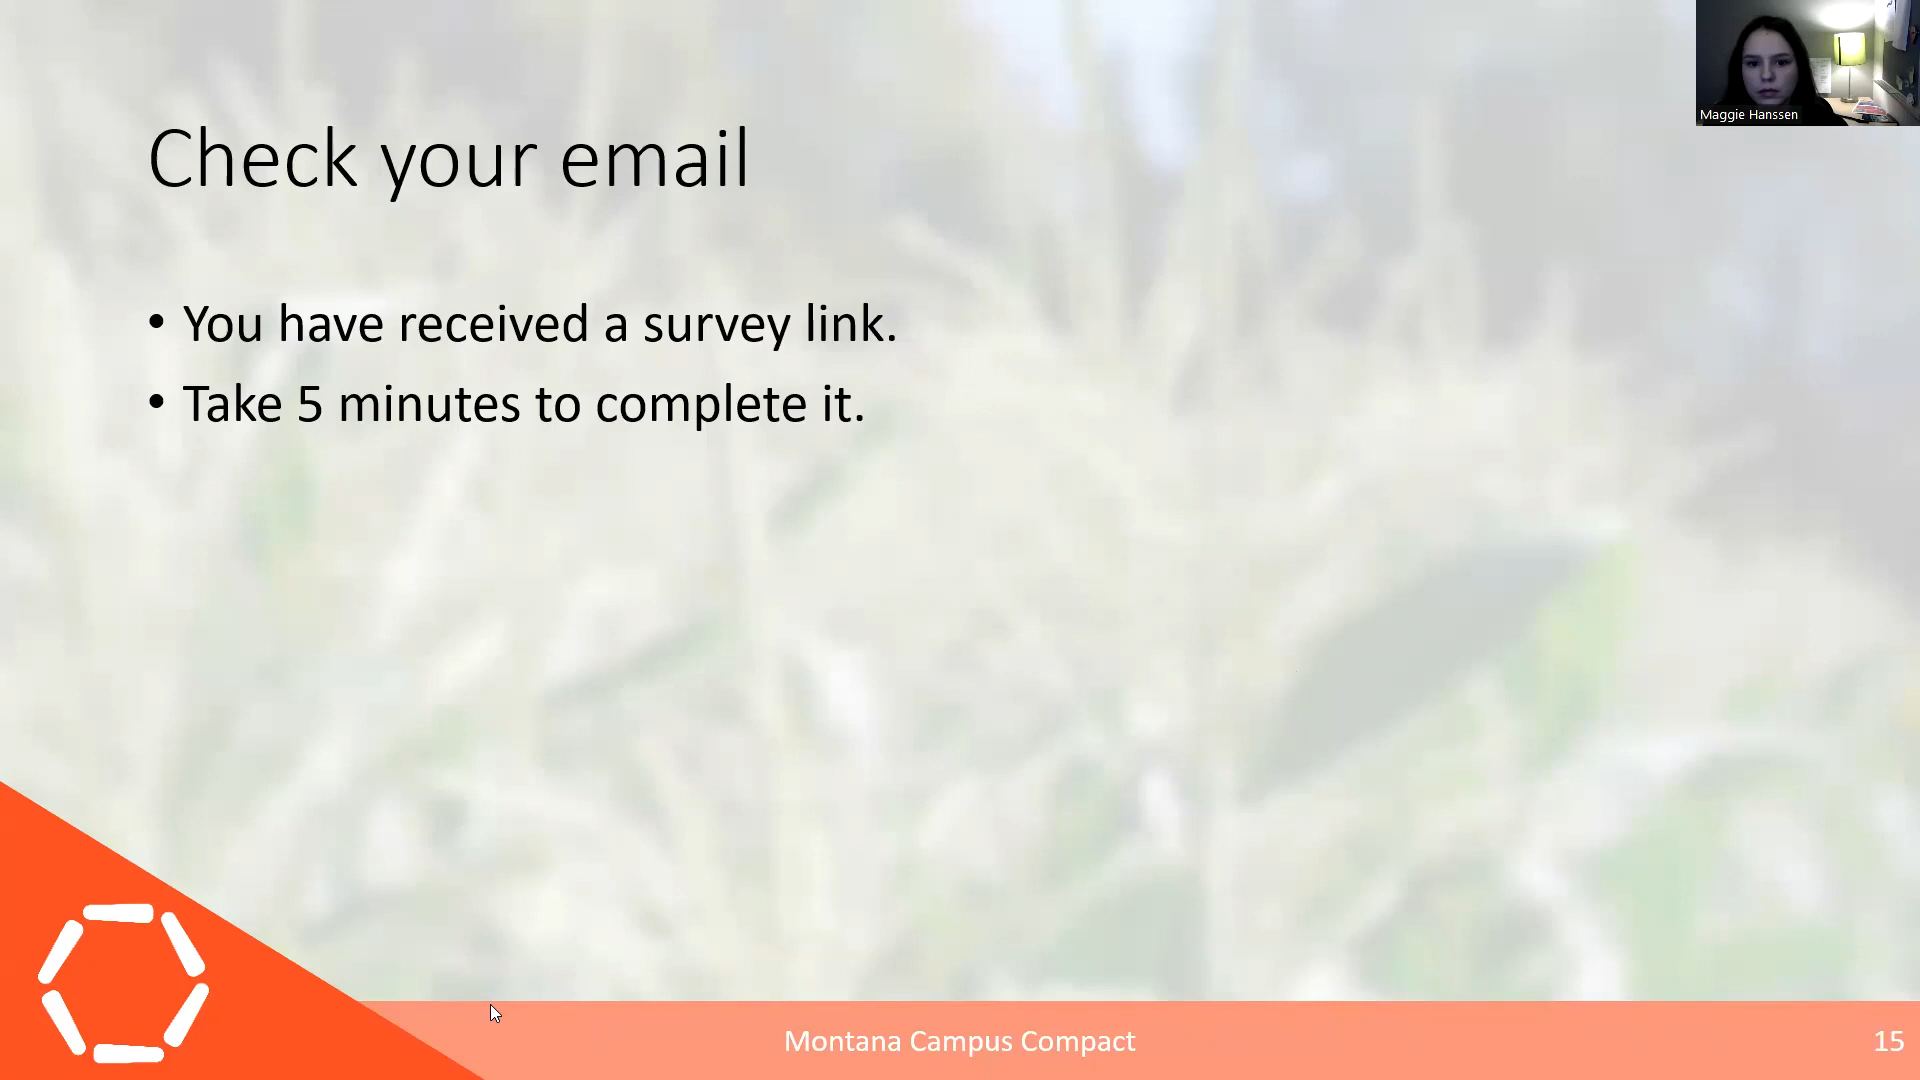 Maggie Hanssen
Check your email
• You have received a survey link.
• Take 5 minutes to complete it.
Montana Campus Compact
15